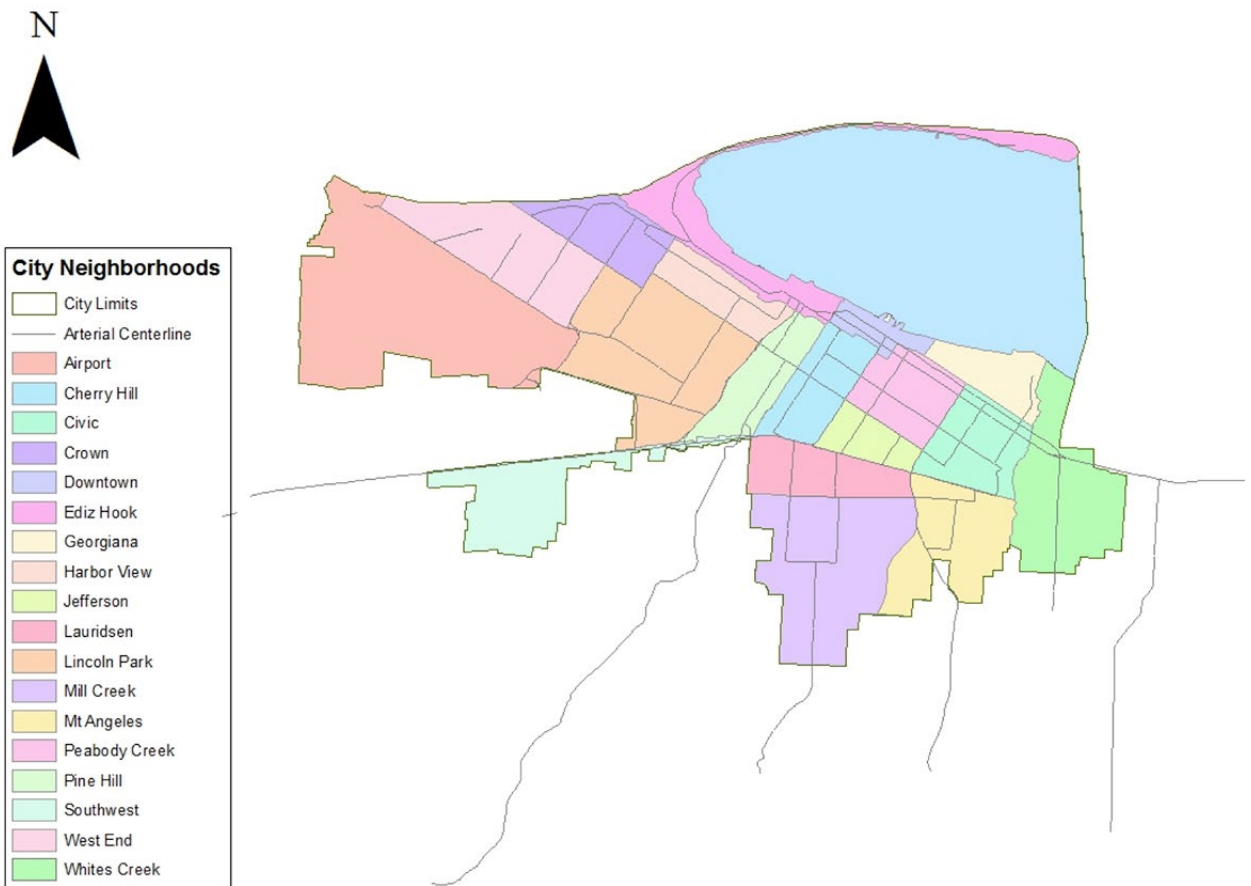 N
City Neighborhoods
City Limits
Arterial Centerline
Airport
Cherry Hill
Civic
Crown
Downtown
Ediz Hook
Georgiana
Harbor View
Jefferson
Lauridsen
Lincoln Park
Mill Creek
Mt Angeles
Peabody Creek
Pine Hill
Southwest
West End
Whites Creek